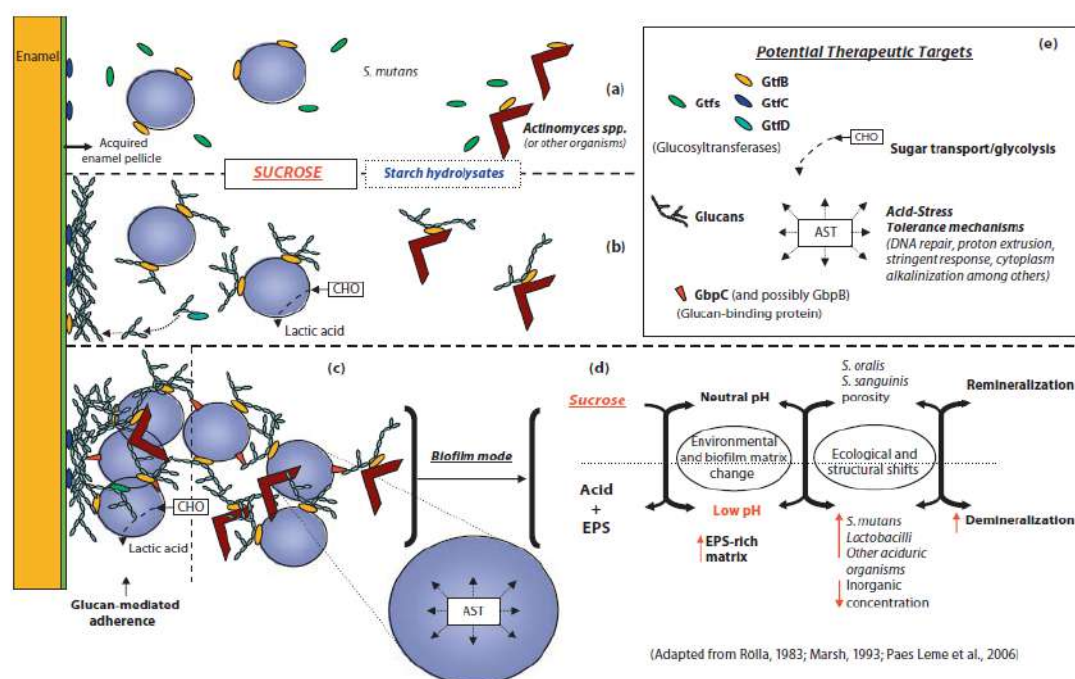 Enamel
S. mutans
(a)
Actinomyces spp.
(or other organisms)
Acquired
enamel pellicle
SUCROSE
Starch hydrolysates
(b)
CHO
Lactic acid
(e)
Potential Therapeutic Targets
Gtfs
GtfB
GtfC
GtfD
(Glucosyltransferases)
CHO
Sugar transport/glycolysis
Glucans
AST
Acid-Stress
Tolerance mechanisms
(DNA repair, proton extrusion,
stringent response, cytoplasm
alkalinization among others)
GbpC (and possibly GbpB)
(Glucan-binding protein)
(c)
CHO
Lactic acid
Glucan-mediated
adherence
Biofilm mode
AST
(d)
Sucrose
Acid
+
EPS
Neutral pH
Environmental
and biofilm matrix
change
Low pH
EPS-rich
matrix
S. oralis
S. sanguinis
porosity
Ecological and
structural shifts
S.mutans
Lactobacilli
Other aciduric
organisms
Inorganic
concentration
Remineralization
Demineralization
(Adapted from Rölla, 1983; Marsh, 1993; Paes Leme et al., 2006)